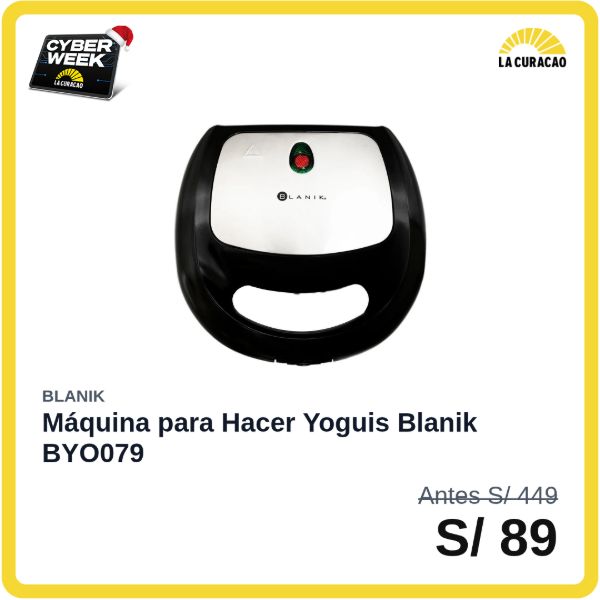 CYBER
WEEK
LA CURACAO
LA CURACAO
BLANIK
BLANIK
Máquina para Hacer Yoguis Blanik
BYO079
Antes S/ 449
S/ 89